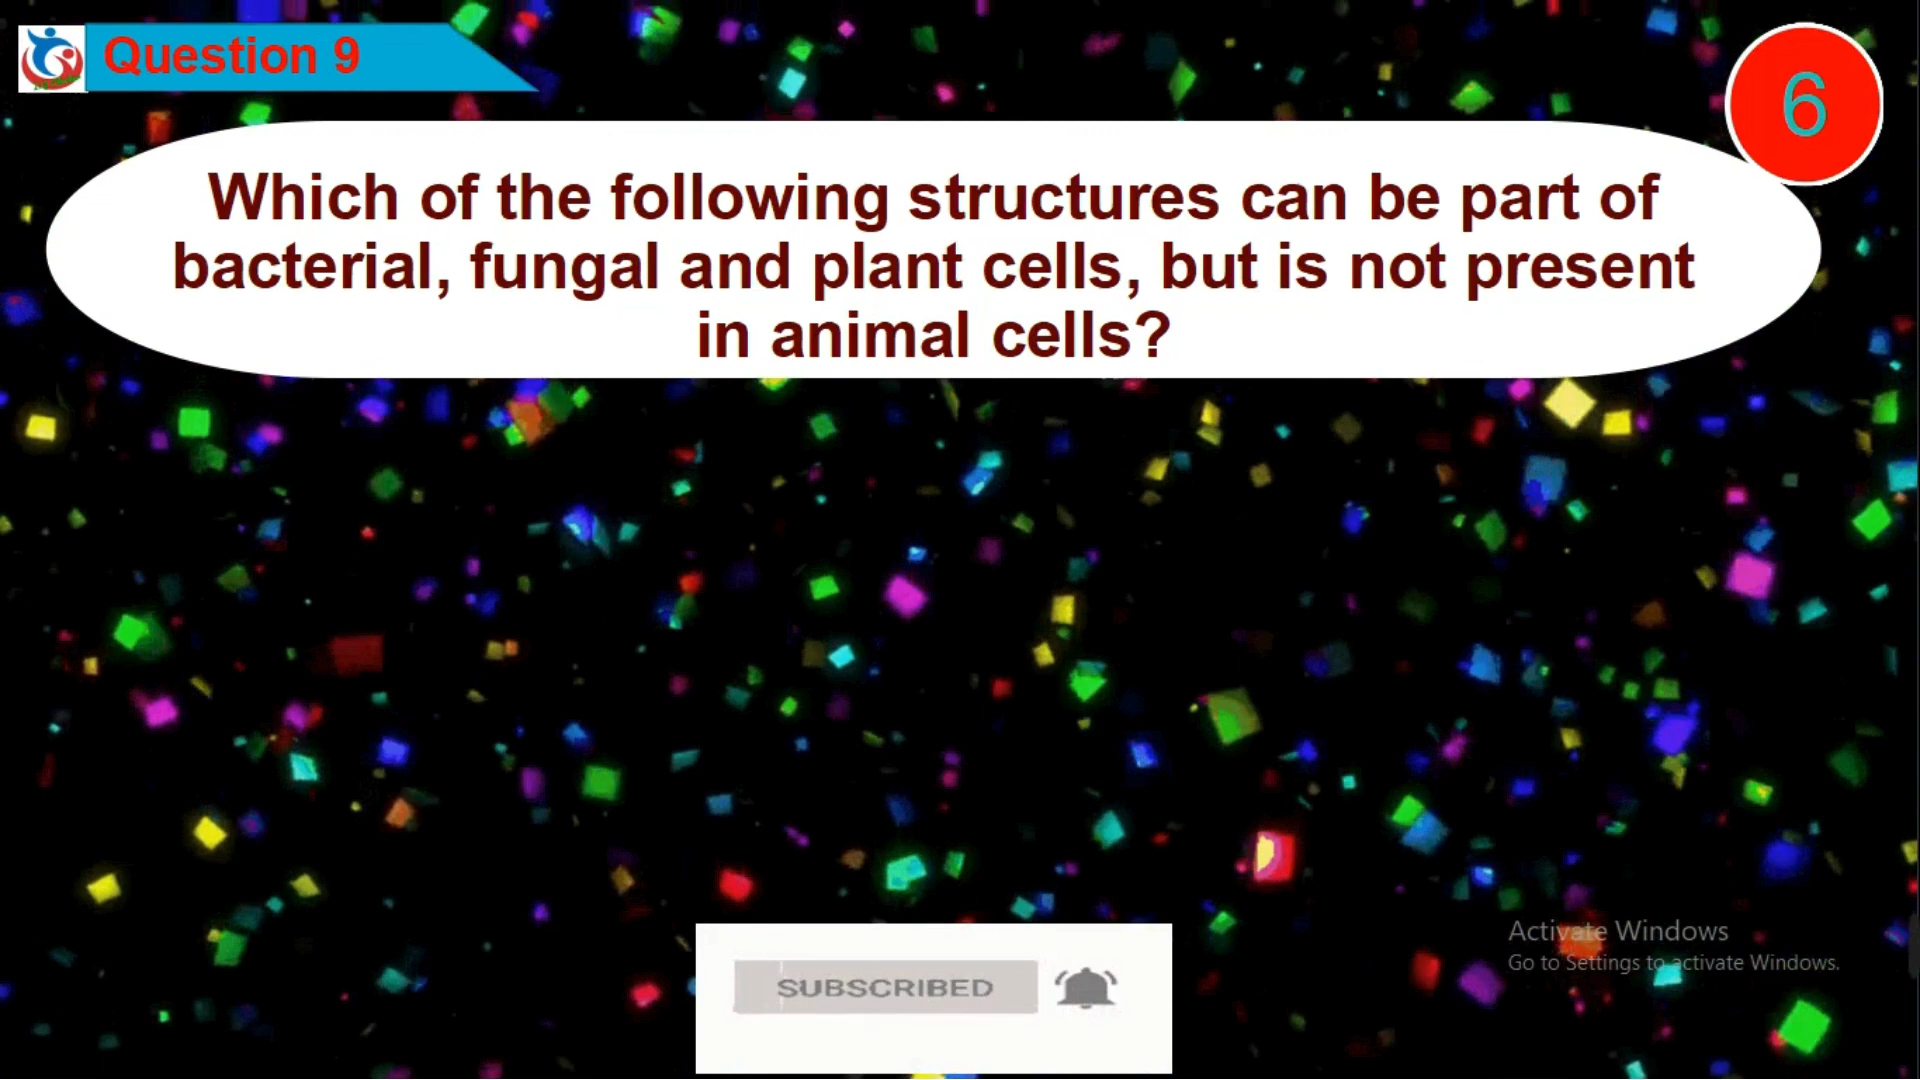 Question 9
6
Which of the following structures can be part of
bacterial, fungal and plant cells, but is not present
in animal cells?
Activate Windows
Go to Settings to activate Windows.
SUBSCRIBED